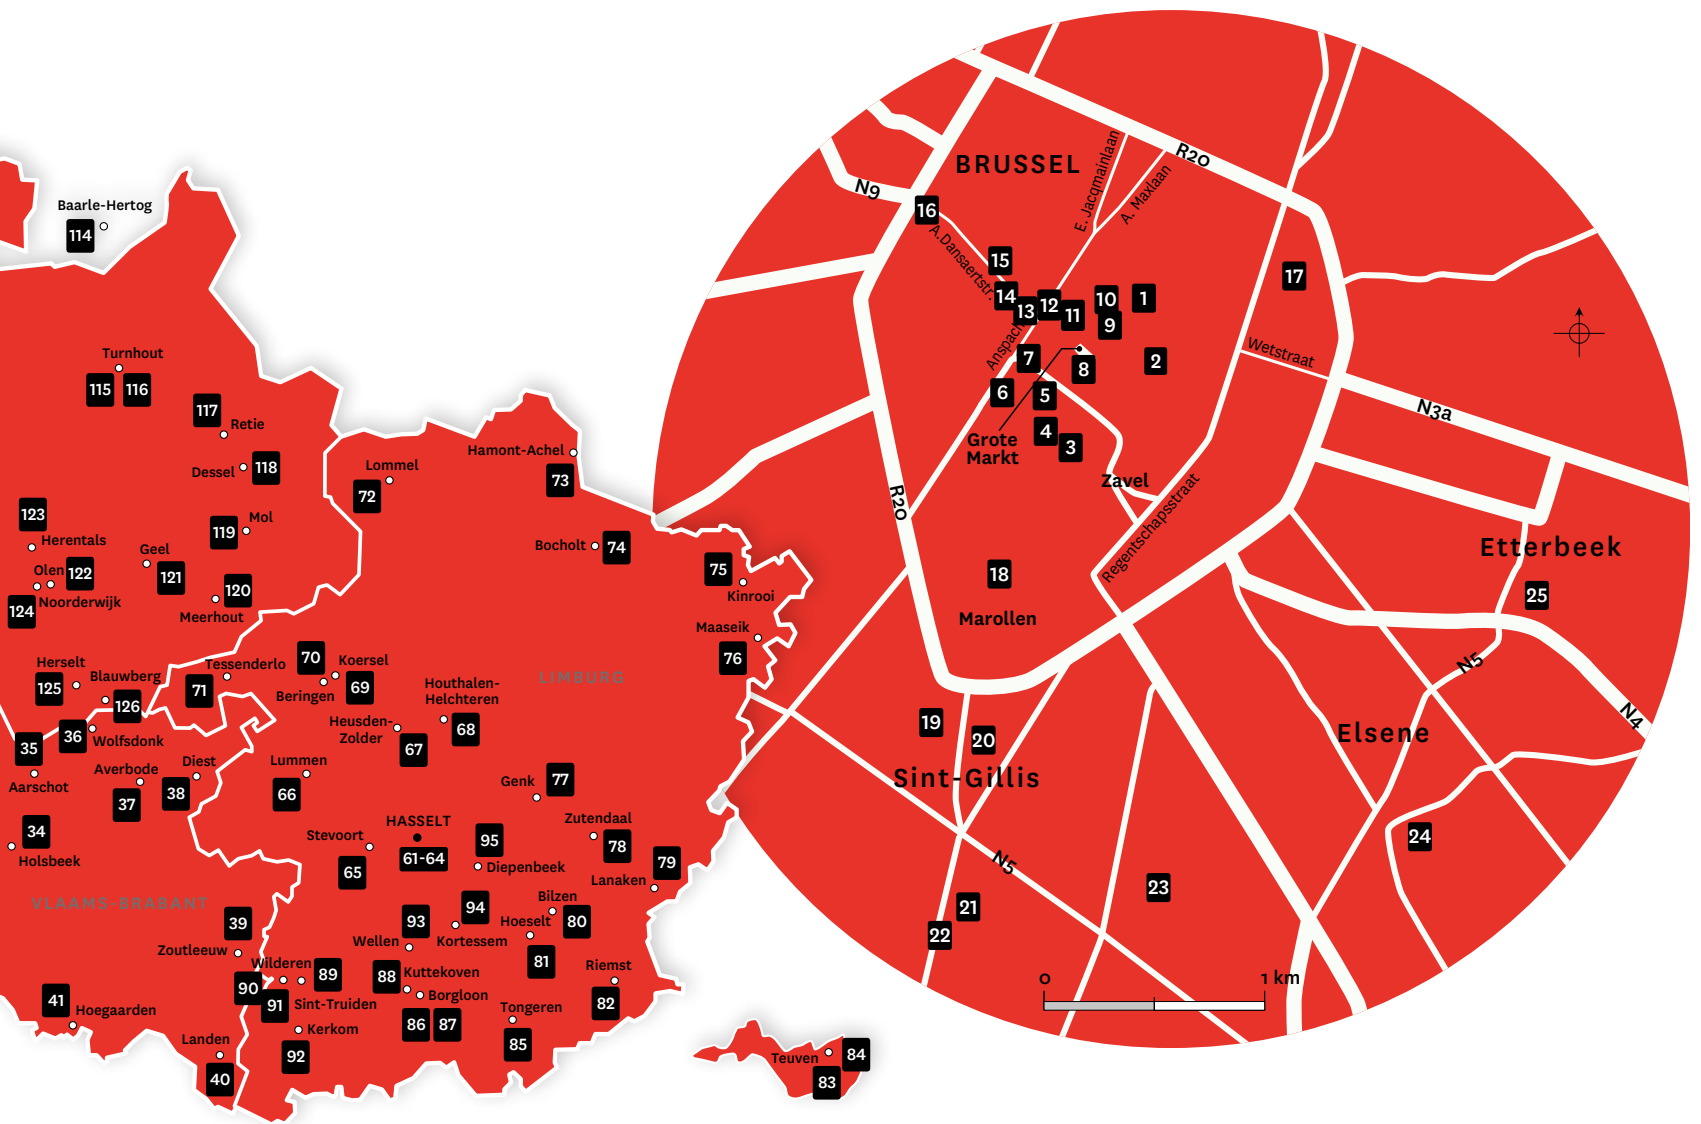 Baarle-Hertog
114
Turnhout
115
116
117
Retie
Dessel
118
123
Herentals
119
Mol
Geel
Olen
122
121
Noorderwijk
124
120
Meerhout
Lommel
72
Hamont-Achel
73
Bocholt
74
75
Kinrooi
Maaseik
76
Herselt
125
Blauwberg
126
Tessenderlo
71
70
Koersel
Beringen
69
Houthalen-
Helchteren
68
LIMBURG
Heusden-
Zolder
67
36
Wolfsdonk
35
Aarschot
Averbode
37
Diest
38
Lummen
66
Genk
77
34
Holsbeek
HASSELT
61-64
Stevoort
65
95
Diepenbeek
Zutendaal
78
79
Lanaken
VLAAMS-BRABANT
39
Zoutleeuw
93
Wellen
94
Kortessem
Bilzen
80
Hoeselt
81
Wilderen
89
90
91
Sint-Truiden
88
Kuttekoven
Borgloon
86
87
Riemst
82
Tongeren
85
41
Hoegaarden
Landen
40
Kerkom
92
Teuven
84
83
BRUSSEL
R20
N9
E. Jacqmainlaan
A. Maxlaan
16
A.Dansaertstr.
15
14
13
12
11
10
1
9
17
Anspach
7
8
2
Wetstraat
6
5
N3a
4
3
Grote
Markt
Zavel
R20
Regentschapsstraat
Etterbeek
18
25
Marollen
N5
19
20
Elsene
N4
Sint-Gillis
24
N5
23
21
22
0
1 km